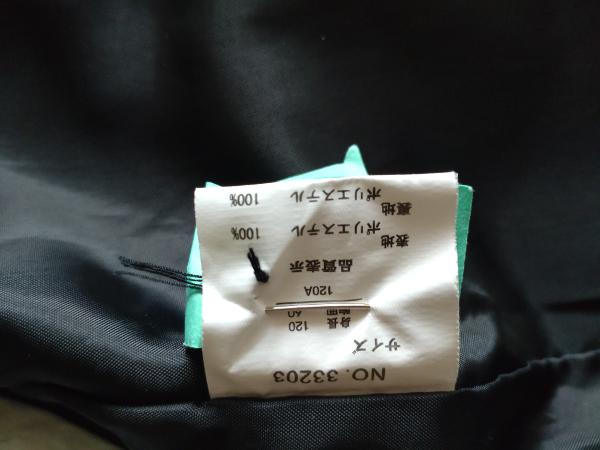 NO. 33203
サイズ
身長 120
胸囲 60
120A
品質表示
表地 ポリエステル 100%
裏地 ポリエステル 100%